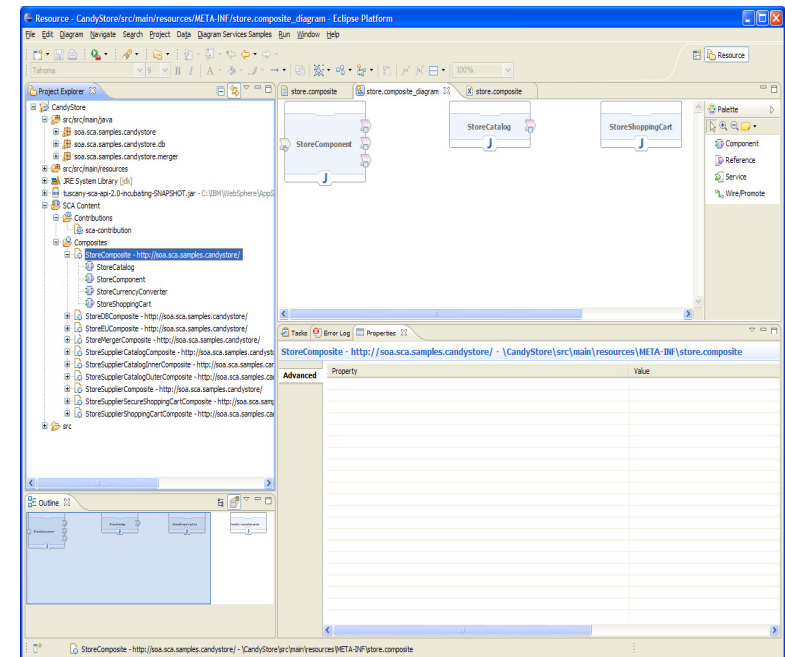 Resource - CandyStore/src/main/resources/META-INF/store.composite_diagram - Eclipse Platform
File Edit Diagram Navigate Search Project Data Diagram Services Samples Run Window Help
Resource
Tahoma 9 B I A 100%
Project Explorer
CandyStore
src/src/main/java
soa.sca.samples.candystore
soa.sca.samples.candystore.db
soa.sca.samples.candystore.merger
src/src/main/resources
JRE System Library [jdk]
tuscany-sca-api-2.0-incubating-SNAPSHOT.jar - C:\IBM\WebSphere\AppS
SCA Content
Contributions
sca-contribution
Composites
StoreComposite - http://soa.sca.samples.candystore/
StoreCatalog
StoreComponent
StoreCurrencyConverter
StoreShoppingCart
StoreDBComposite - http://soa.sca.samples.candystore/
StoreEUComposite - http://soa.sca.samples.candystore/
StoreMergerComposite - http://soa.sca.samples.candystore/
StoreSupplierCatalogComposite - http://soa.sca.samples.candysto
StoreSupplierCatalogInnerComposite - http://soa.sca.samples.car
StoreSupplierCatalogOuterComposite - http://soa.sca.samples.ca
StoreSupplierComposite - http://soa.sca.samples.candystore/
StoreSupplierSecureShoppingCartComposite - http://soa.sca.samp
StoreSupplierShoppingCartComposite - http://soa.sca.samples.ca
src
store.composite
store.composite_diagram
store.composite
StoreComponent
J
StoreCatalog
J
StoreShoppingCart
J
Palette
Component
Reference
Service
Wire/Promote
Tasks
Error Log
Properties
StoreComposite - http://soa.sca.samples.candystore/ - \CandyStore\src\main\resources\META-INF\store.composite
Advanced
Property Value
Outline
StoreComponent
StoreCatalog
StoreShoppingCart
StoreCurrencyConverter
StoreComposite - http://soa.sca.samples.candystore/ - \CandyStore\src\main\resources\META-INF\store.composite